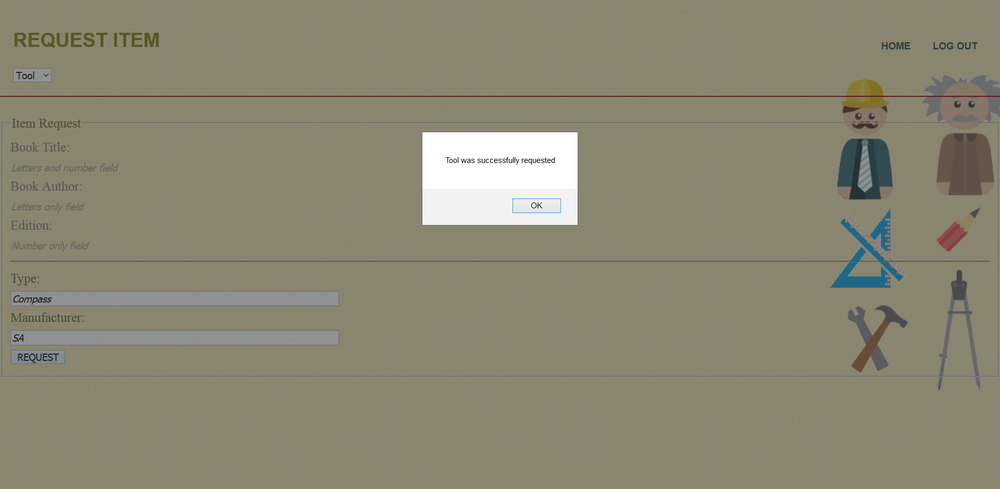 REQUEST ITEM
HOME
LOG OUT
Tool
Item Request
Book Title:
Letters and number field
Book Author:
Letters only field
Edition:
Number only field
Type:
Compass
Manufacturer:
SA
REQUEST
Tool was successfully requested
OK